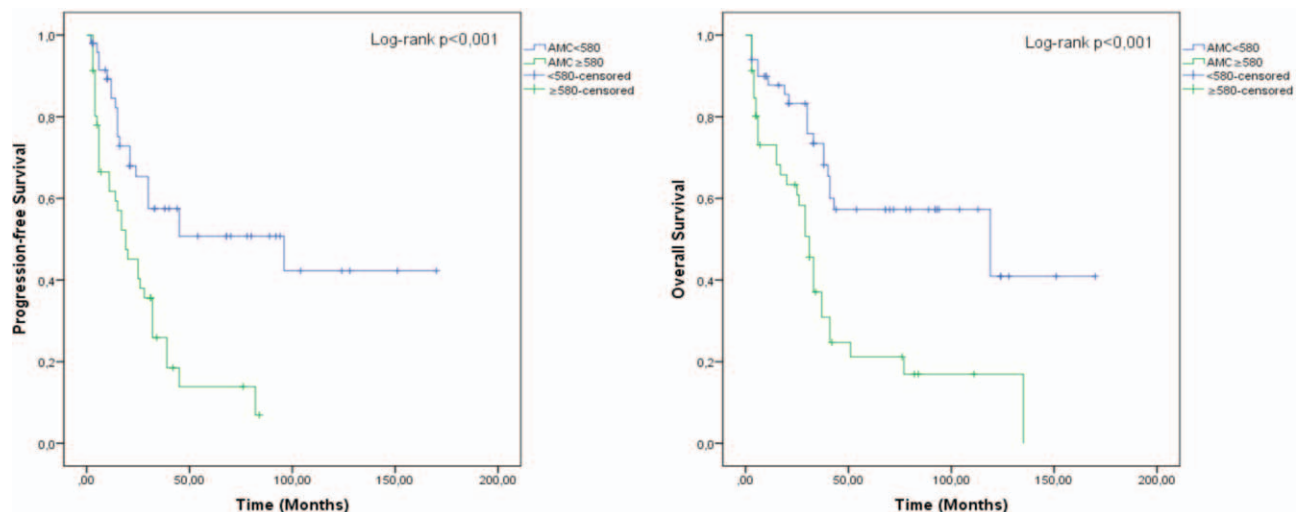 Log-rank p<0,001
AMC<580
AMC≥580
<580-censored
≥580-censored
Progression-free Survival
1,0
0,8
0,6
0,4
0,2
0,0
,00
50,00
100,00
150,00
200,00
Time (Months)
Log-rank p<0,001
AMC<580
AMC≥580
<580-censored
≥580-censored
Overall Survival
1,0
0,8
0,6
0,4
0,2
0,0
,00
50,00
100,00
150,00
200,00
Time (Months)